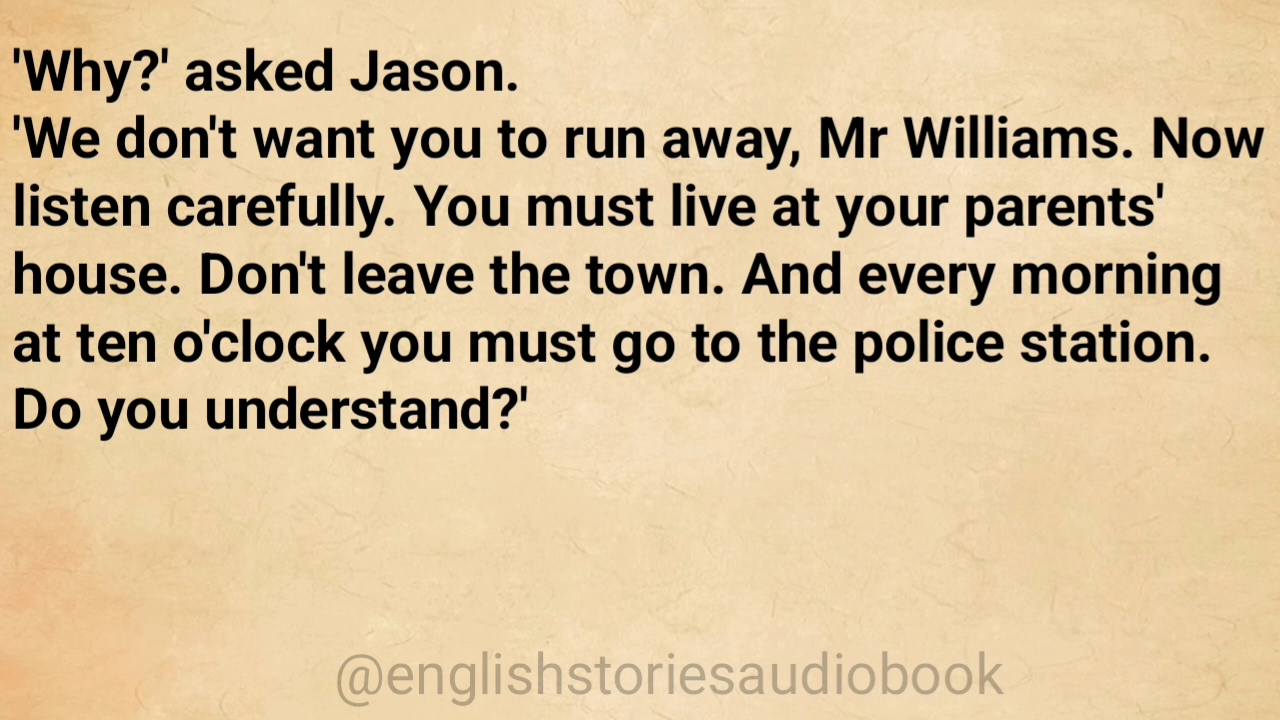 'Why?' asked Jason.
'We don't want you to run away, Mr Williams. Now
listen carefully. You must live at your parents'
house. Don't leave the town. And every morning
at ten o'clock you must go to the police station.
Do you understand?'
@englishstoriesaudiobook